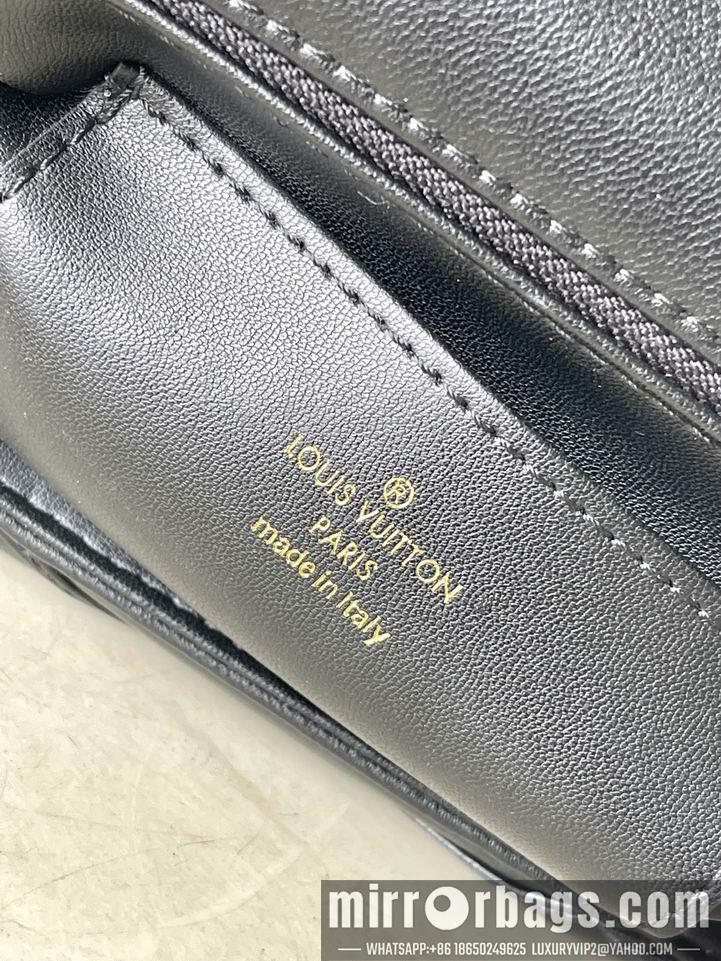 ®
LOUIS VUITTON
PARIS
made in Italy
mirrorbags.com
WHATSAPP:+86 18650249625 LUXURYVIP2@YAHOO.COM